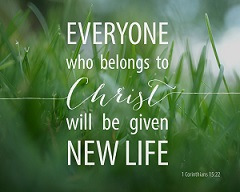 EVERYONE
who belongs to
Christ
will be given
NEW LIFE
1 Corinthians 15:22